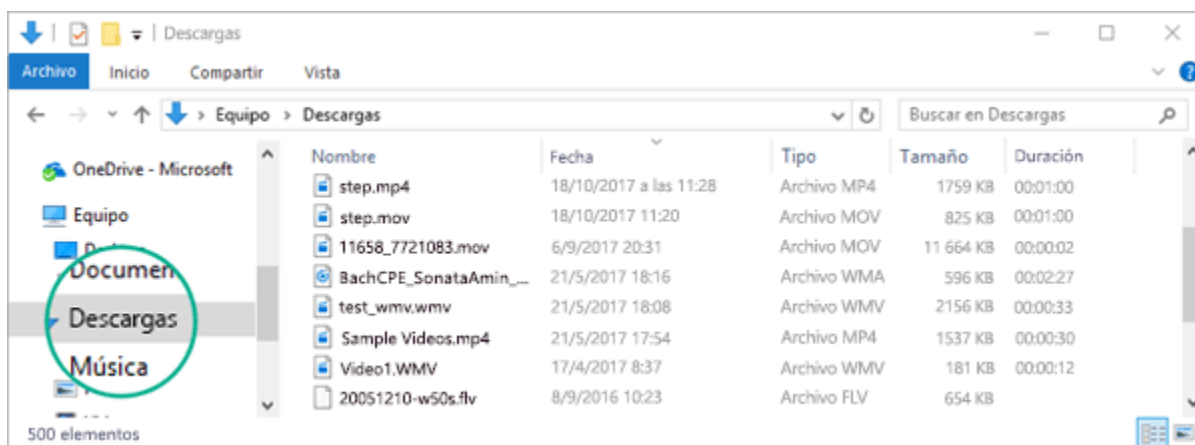 Descargas
Archivo Inicio Compartir Vista
Equipo > Descargas Buscar en Descargas
OneDrive - Microsoft
Equipo
Documen
Descargas
Música
Nombre Fecha Tipo Tamaño Duración
step.mp4 18/10/2017 a las 11:28 Archivo MP4 1759 KB 00:01:00
step.mov 18/10/2017 11:20 Archivo MOV 825 KB 00:01:00
11658_7721083.mov 6/9/2017 20:31 Archivo MOV 11 664 KB 00:00:02
BachCPE_SonataAmin_... 21/5/2017 18:16 Archivo WMA 596 KB 00:02:27
test_wmv.wmv 21/5/2017 18:08 Archivo WMV 2156 KB 00:00:33
Sample Videos.mp4 21/5/2017 17:54 Archivo MP4 1537 KB 00:00:30
Video1.WMV 17/4/2017 8:37 Archivo WMV 181 KB 00:00:12
20051210-w50s.flv 8/9/2016 10:23 Archivo FLV 654 KB
500 elementos